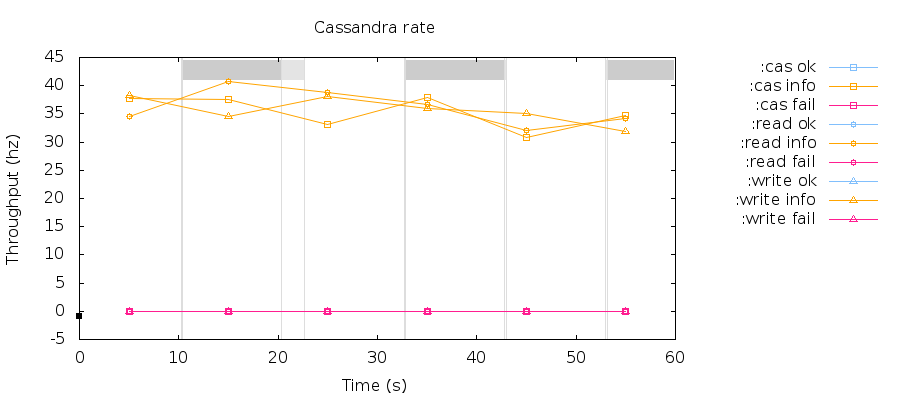 Cassandra rate
Throughput (hz)
45
40
35
30
25
20
15
10
5
0
-5
0 10 20 30 40 50 60
Time (s)
:cas ok
:cas info
:cas fail
:read ok
:read info
:read fail
:write ok
:write info
:write fail